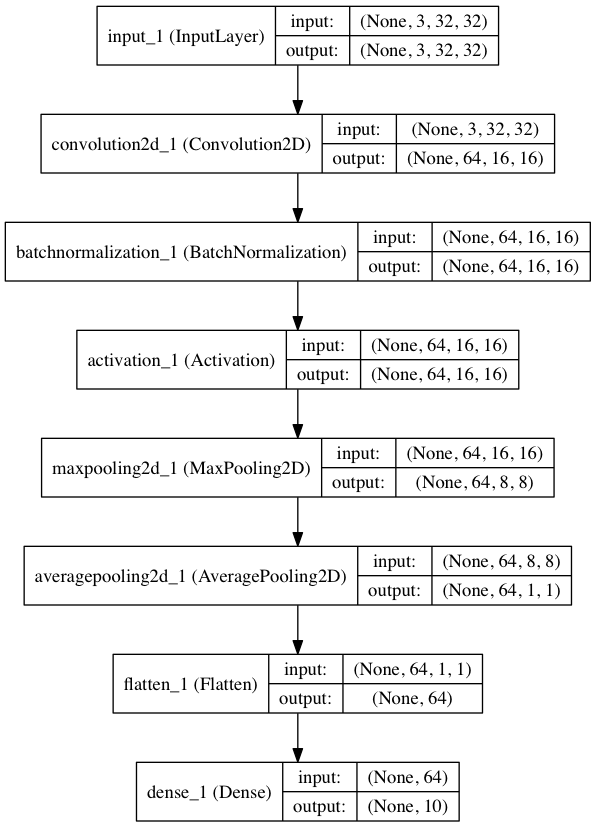 input_1 (InputLayer)
input:
(None, 3, 32, 32)
output:
(None, 3, 32, 32)
convolution2d_1 (Convolution2D)
input:
(None, 3, 32, 32)
output:
(None, 64, 16, 16)
batchnormalization_1 (BatchNormalization)
input:
(None, 64, 16, 16)
output:
(None, 64, 16, 16)
activation_1 (Activation)
input:
(None, 64, 16, 16)
output:
(None, 64, 16, 16)
maxpooling2d_1 (MaxPooling2D)
input:
(None, 64, 16, 16)
output:
(None, 64, 8, 8)
averagepooling2d_1 (AveragePooling2D)
input:
(None, 64, 8, 8)
output:
(None, 64, 1, 1)
flatten_1 (Flatten)
input:
(None, 64, 1, 1)
output:
(None, 64)
dense_1 (Dense)
input:
(None, 64)
output:
(None, 10)